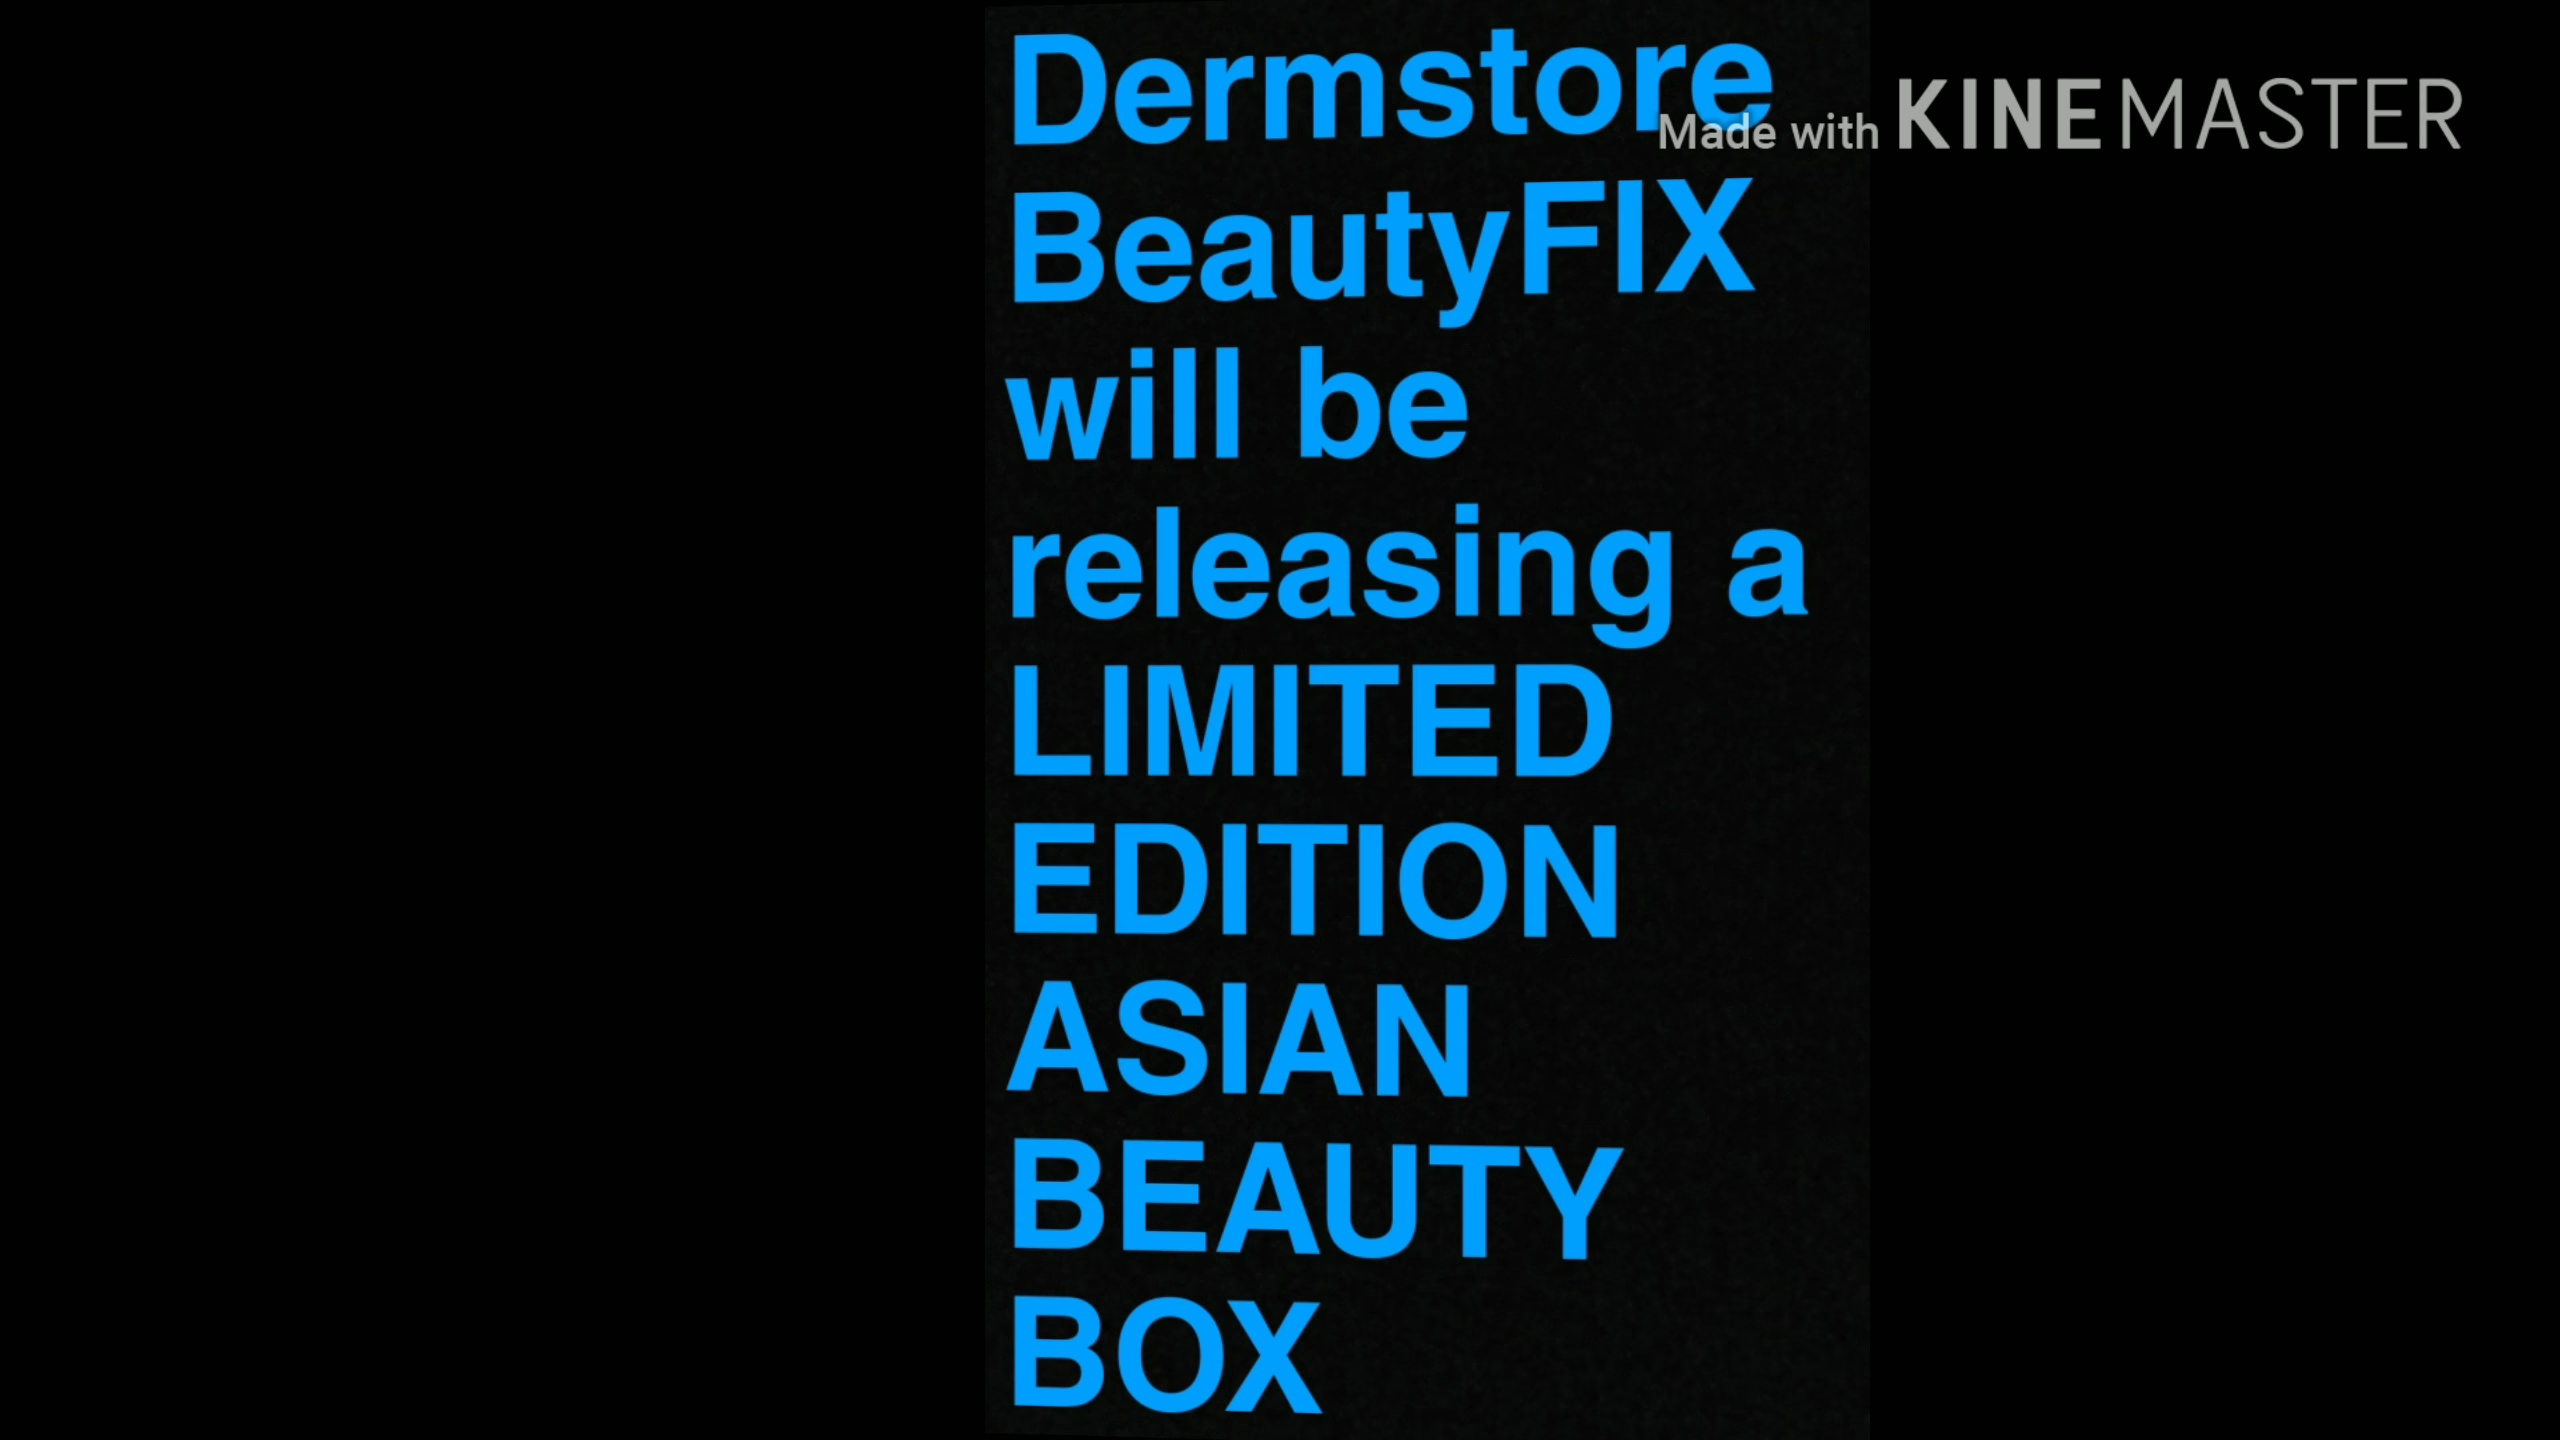 Dermstore
Made with KINEMASTER
BeautyFIX
will be
releasing a
LIMITED
EDITION
ASIAN
BEAUTY
BOX